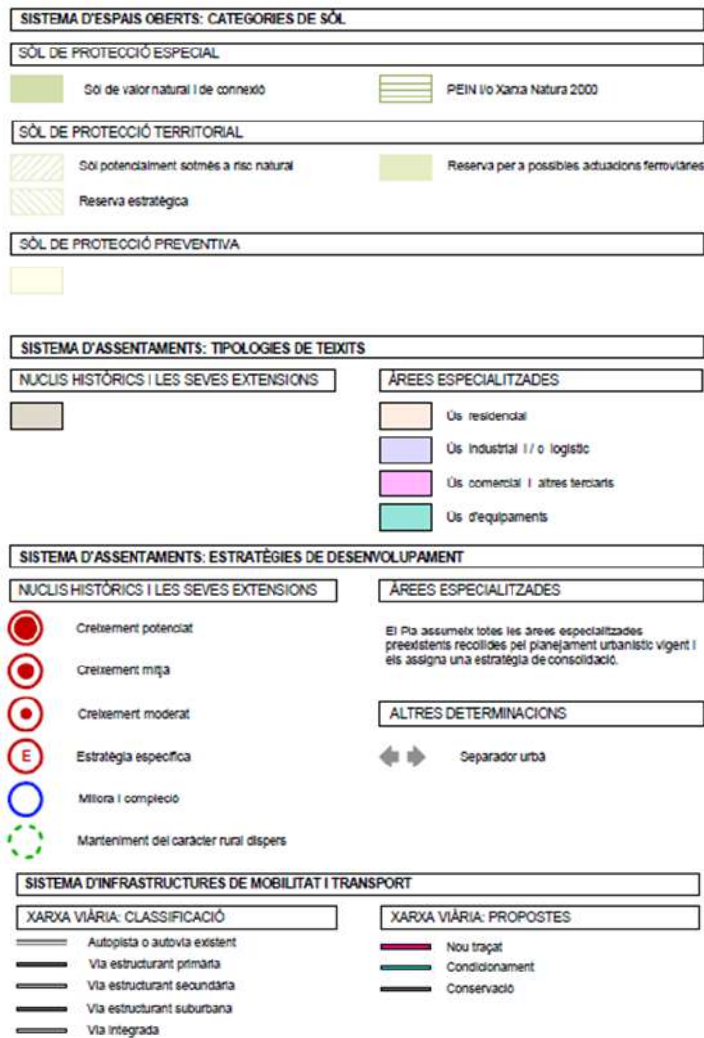 SISTEMA D'ESPAIS OBERTS: CATEGORIES DE SÒL
SÒL DE PROTECCIÓ ESPECIAL
Sòl de valor natural i de connexió
PEIN i/o Xarxa Natura 2000
SÒL DE PROTECCIÓ TERRITORIAL
Sòl potencialment sotmès a risc natural
Reserva per a possibles actuacions ferroviàries
Reserva estratègica
SÒL DE PROTECCIÓ PREVENTIVA
SISTEMA D'ASSENTAMENTS: TIPOLOGIES DE TEIXITS
NUCLIS HISTÒRICS I LES SEVES EXTENSIONS
ÀREES ESPECIALITZADES
Ús residencial
Ús industrial i / o logístic
Ús comercial i altres terciaris
Ús d'equipaments
SISTEMA D'ASSENTAMENTS: ESTRATÈGIES DE DESENVOLUPAMENT
NUCLIS HISTÒRICS I LES SEVES EXTENSIONS
Creixement potenciat
Creixement mitjà
Creixement moderat
E Estratègia específica
Millora i compleció
Manteniment del caràcter rural dispers
ÀREES ESPECIALITZADES
El Pla assumeix totes les àrees especialitzades
preexistents recollides pel planejament urbanístic vigent i
els assigna una estratègia de consolidació.
ALTRES DETERMINACIONS
Separador urbà
SISTEMA D'INFRASTRUCTURES DE MOBILITAT I TRANSPORT
XARXA VIÀRIA: CLASSIFICACIÓ
Autopista o autovia existent
Via estructurant primària
Via estructurant secundària
Via estructurant suburbana
Via integrada
XARXA VIÀRIA: PROPOSTES
Nou traçat
Condicionament
Conservació